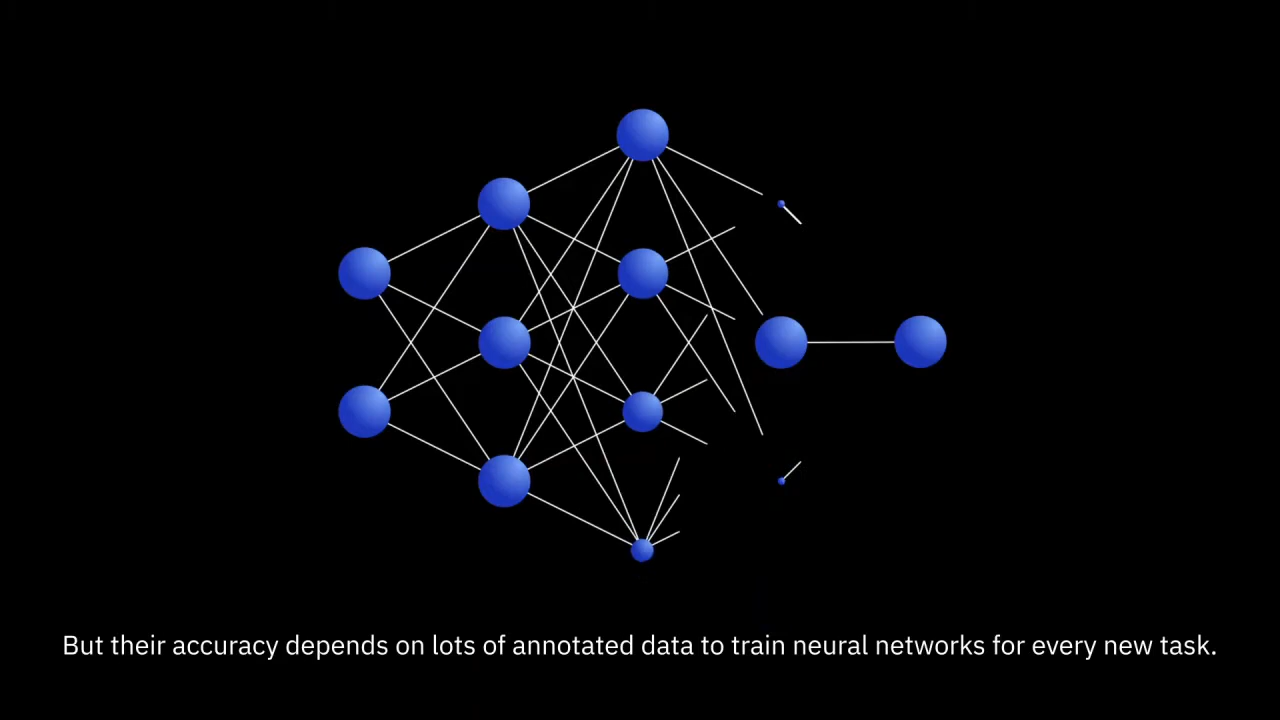 But their accuracy depends on lots of annotated data to train neural networks for every new task.